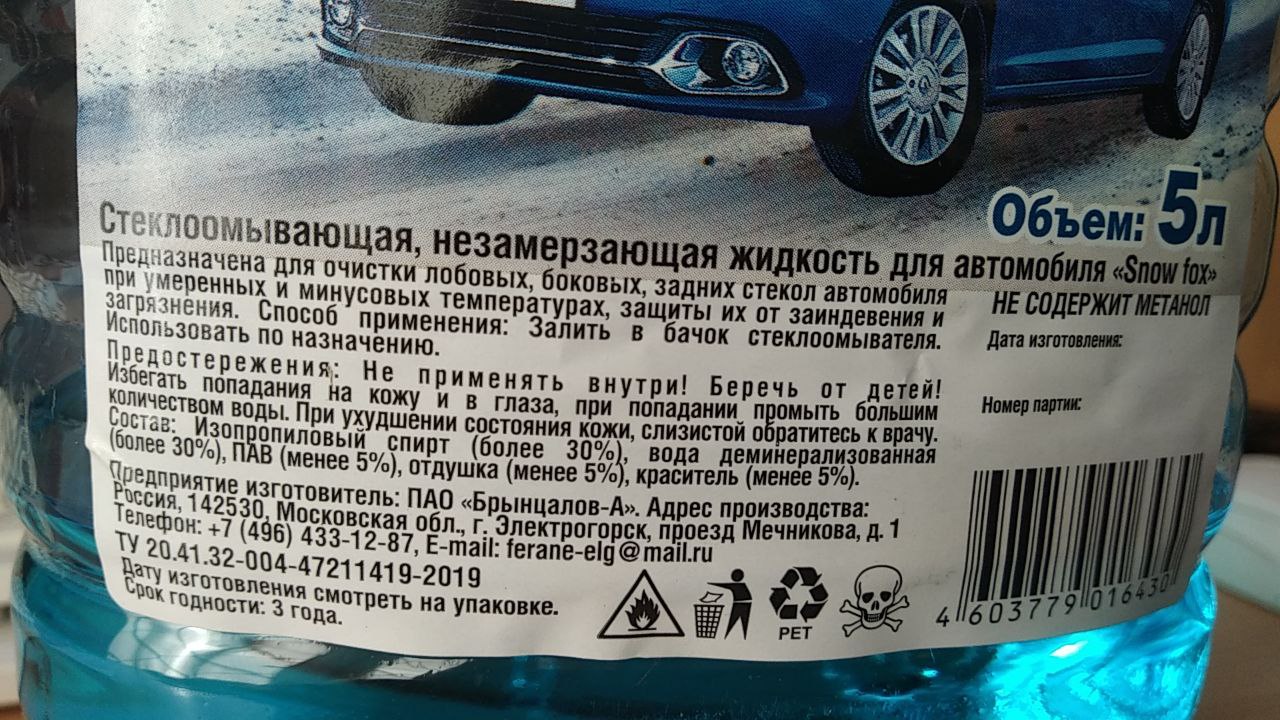 Объем: 5л
Стеклоомывающая, незамерзающая жидкость для автомобиля «Snow fox»
Предназначена для очистки лобовых, боковых, задних стекол автомобиля
при умеренных и минусовых температурах, защиты их от заиндевения и
загрязнения. Способ применения: Залить в бачок стеклоомывателя.
Использовать по назначению.
Предостережения: Не применять внутри! Беречь от детей!
Избегать попадания на кожу и в глаза, при попадании промыть большим
количеством воды. При ухудшении состояния кожи, слизистой обратитесь к врачу.
Состав: Изопропиловый спирт (более 30%), вода деминерализованная
(более 30%), ПАВ (менее 5%), отдушка (менее 5%), краситель (менее 5%).
Предприятие изготовитель: ПАО «Брынцалов-А». Адрес производства:
Россия, 142530, Московская обл., г. Электрогорск, проезд Мечникова, д. 1
Телефон: +7 (496) 433-12-87, E-mail: ferane-elg@mail.ru
ТУ 20.41.32-004-47211419-2019
Дату изготовления смотреть на упаковке.
Срок годности: 3 года.
НЕ СОДЕРЖИТ МЕТАНОЛ
Дата изготовления:
Номер партии:
PET
4 603779 016430